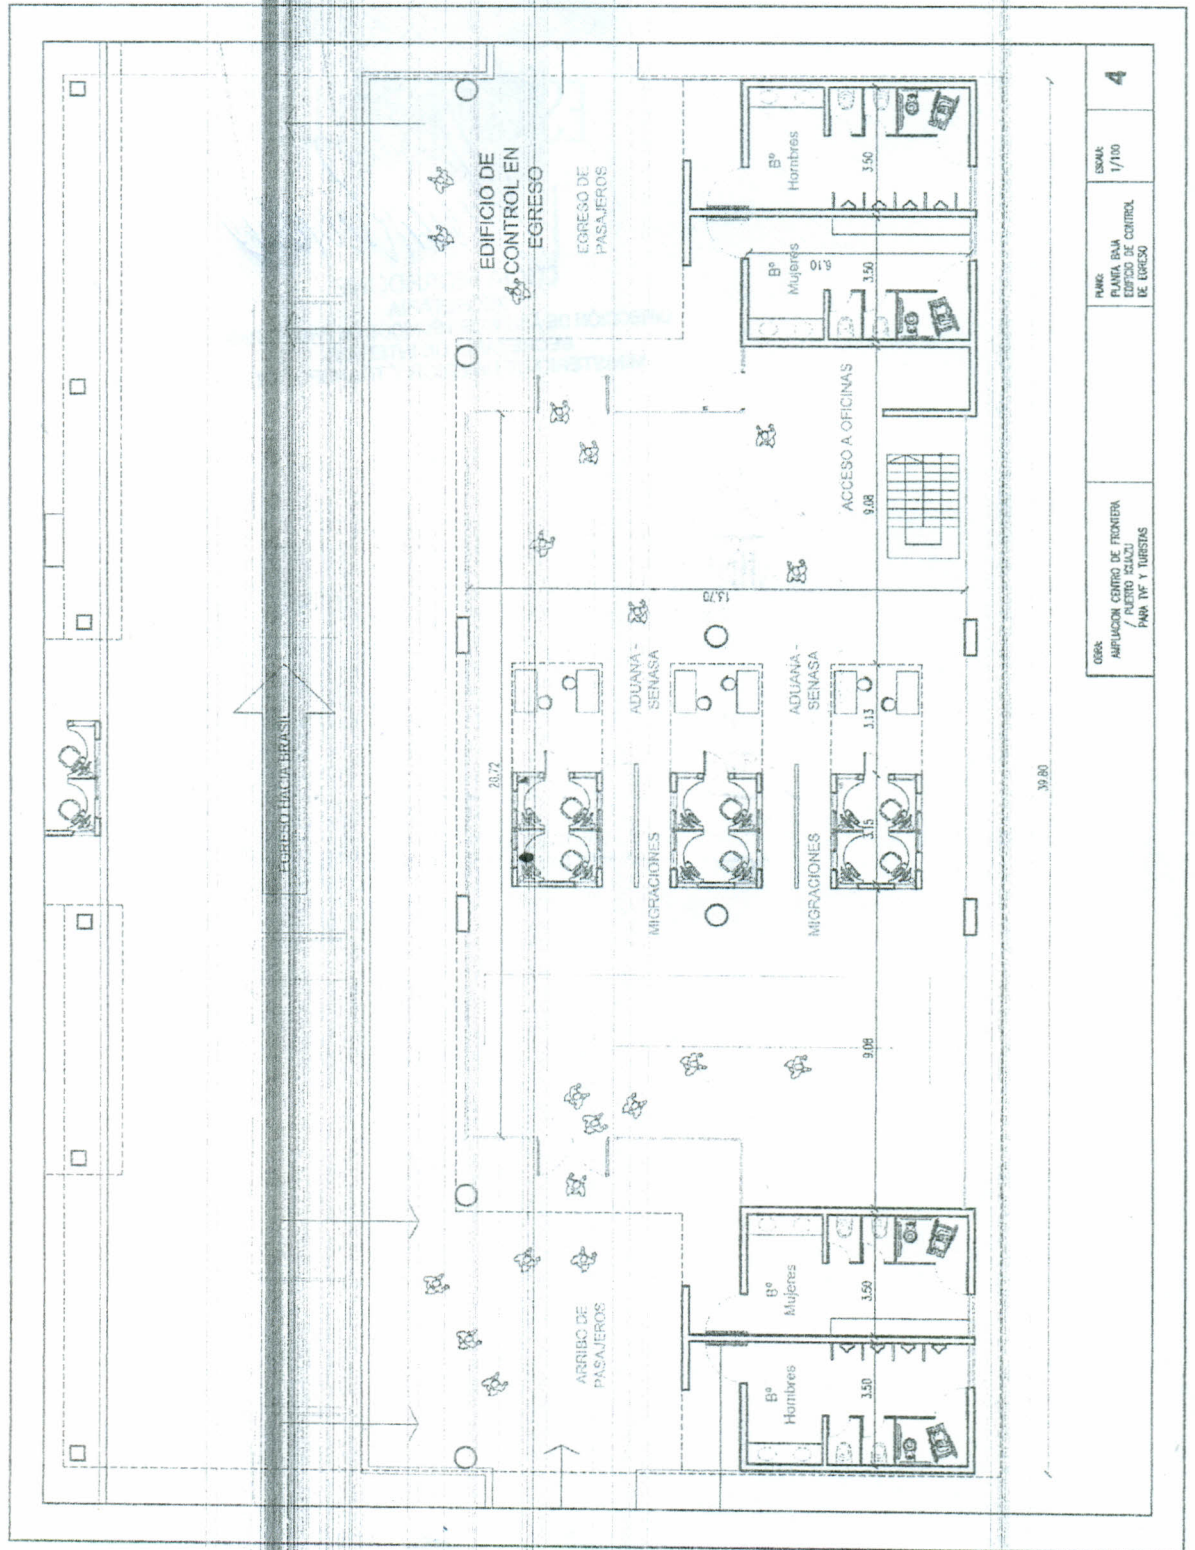 EDIFICIO DE
CONTROL EN
EGRESO
EGRESO DE
PASAJEROS
Bº
Hombres
3.50
Bº
Mujeres
6.10
3.50
ACCESO A OFICINAS
9.08
13.70
20.72
EGRESO HACIA BRASIL
ADUANA -
SENASA
ADUANA -
SENASA
3.13
MIGRACIONES
MIGRACIONES
3.15
9.08
39.80
ARRIBO DE
PASAJEROS
Bº
Mujeres
3.50
Bº
Hombres
3.50
OBRA:
AMPLIACION CENTRO DE FRONTERA
/ PUERTO IGUAZU
PARA TVF Y TURISTAS
PLANO:
PLANTA BAJA
EDIFICIO DE CONTROL
DE EGRESO
ESCALA:
1/100
4